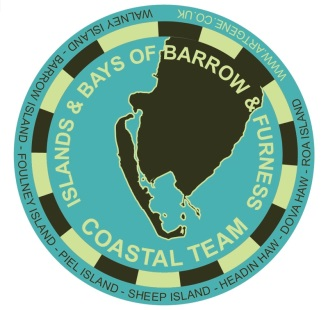 ISLANDS & BAYS OF BARROW & FURNESS
COASTAL TEAM
WALNEY ISLAND - BARROW ISLAND - FOULNEY ISLAND - PIEL ISLAND - SHEEP ISLAND - HEADIN HAW - DOVA HAW - ROA ISLAND
WWW.ARTGENE.CO.UK